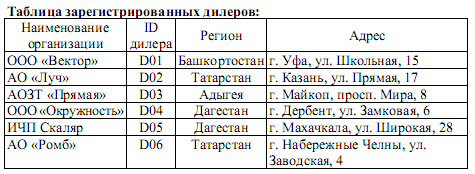 Таблица зарегистрированных дилеров:
Наименование организации ID дилера Регион Адрес
ООО «Вектор» D01 Башкортостан г. Уфа, ул. Школьная, 15
АО «Луч» D02 Татарстан г. Казань, ул. Прямая, 17
АОЗТ «Прямая» D03 Адыгея г. Майкоп, просп. Мира, 8
ООО «Окружность» D04 Дагестан г. Дербент, ул. Замковая, 6
ИЧП Скаляр D05 Дагестан г. Махачкала, ул. Широкая, 28
АО «Ромб» D06 Татарстан г. Набережные Челны, ул.
Заводская, 4